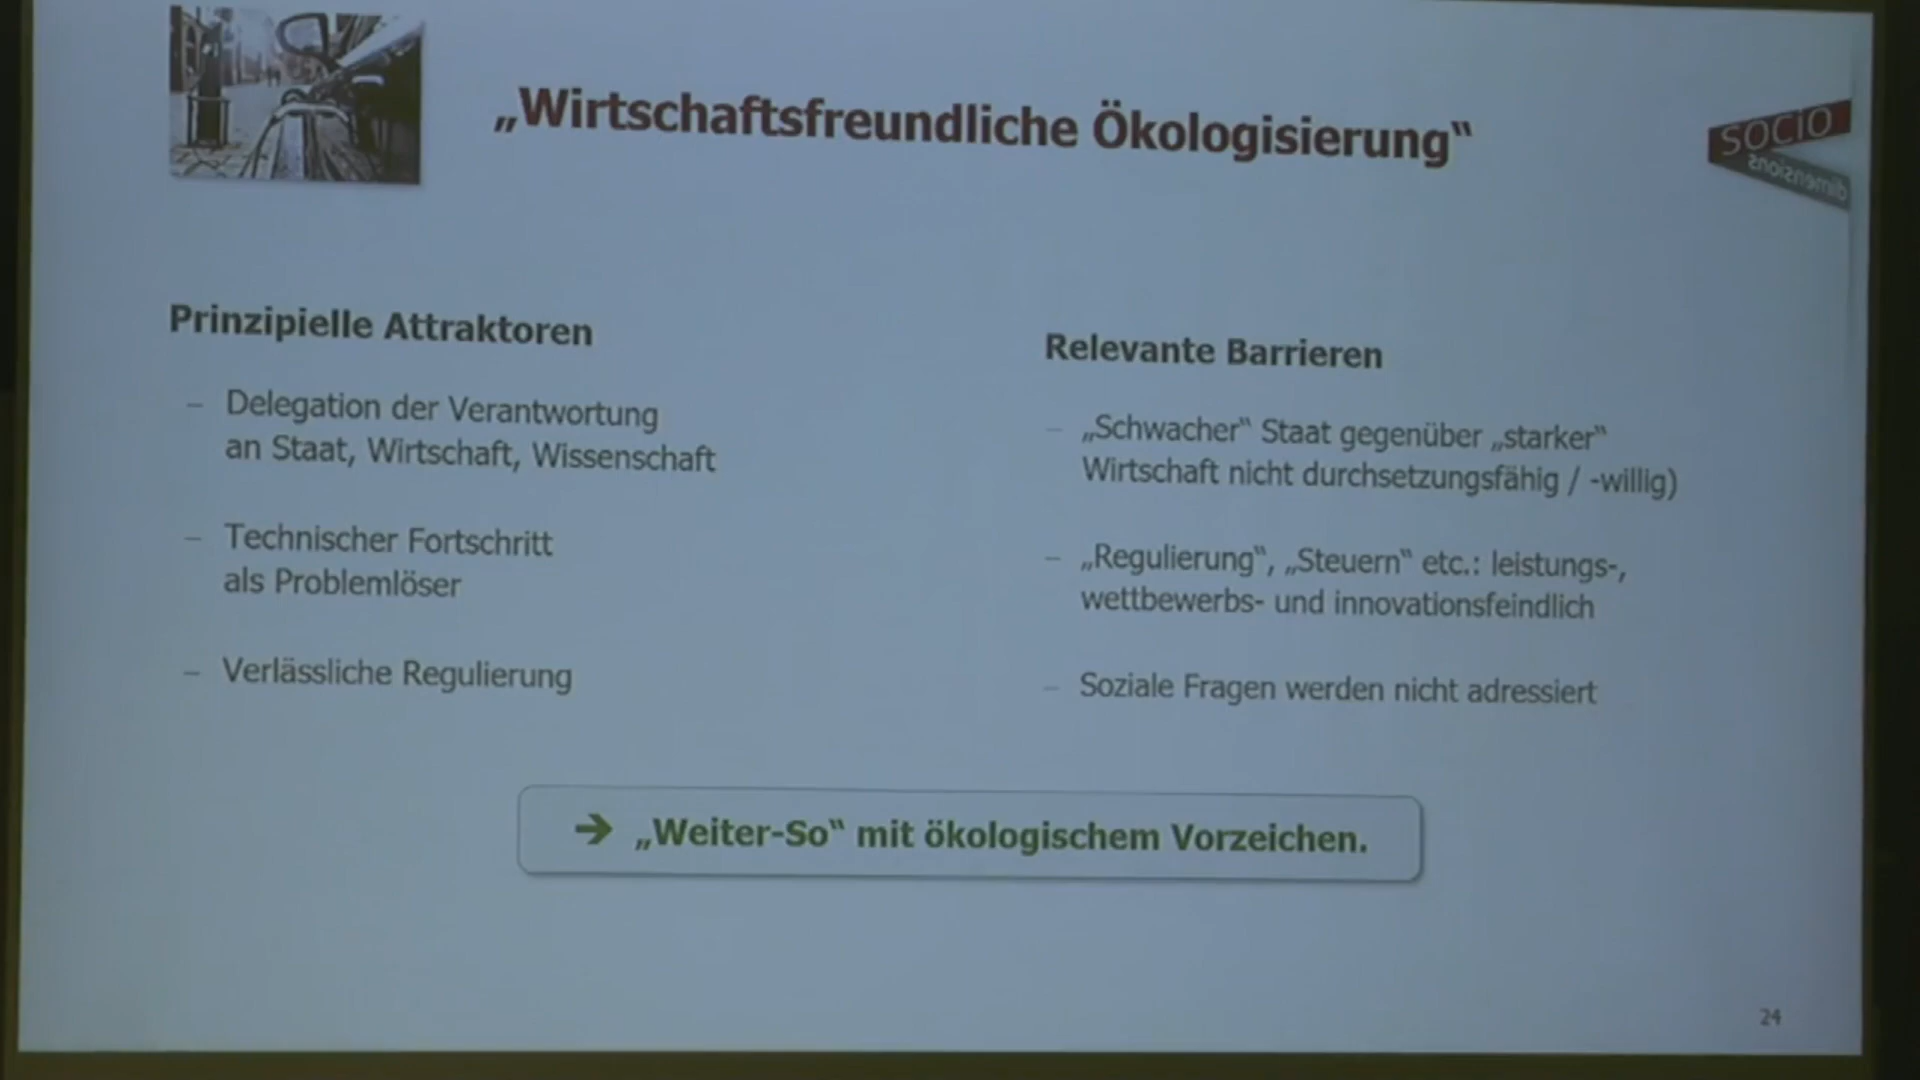 „Wirtschaftsfreundliche Ökologisierung“
SOCIO
dimensions
Prinzipielle Attraktoren
– Delegation der Verantwortung
an Staat, Wirtschaft, Wissenschaft
– Technischer Fortschritt
als Problemlöser
– Verlässliche Regulierung
Relevante Barrieren
– „Schwacher“ Staat gegenüber „starker“
Wirtschaft nicht durchsetzungsfähig / -willig)
– „Regulierung“, „Steuern“ etc.: leistungs-,
wettbewerbs- und innovationsfeindlich
– Soziale Fragen werden nicht adressiert
➔ „Weiter-So“ mit ökologischem Vorzeichen.
24